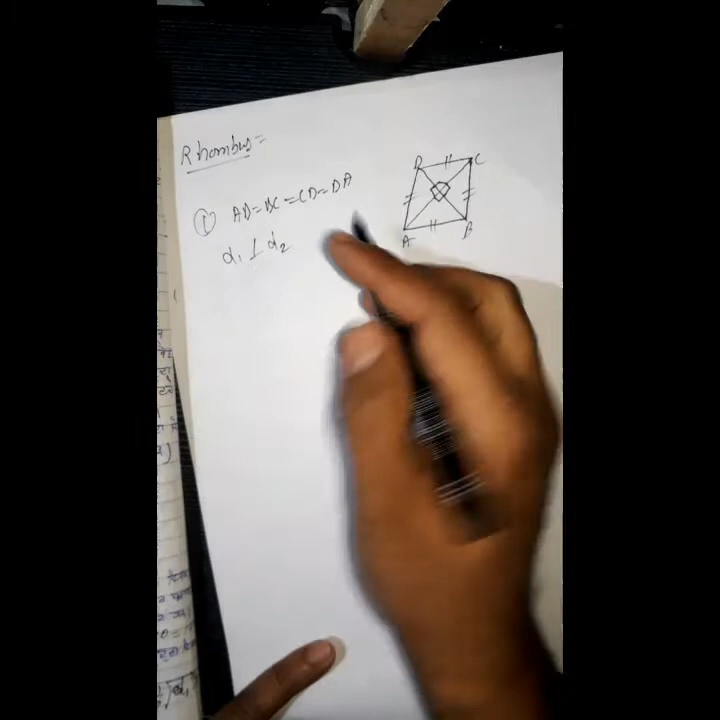 Rhombus =
① AB = BC = CD = DA
d₁ ⊥ d₂
D C
A B